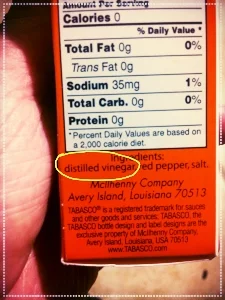 Amount Per Serving
Calories 0
% Daily Value*
Total Fat 0g 0%
Trans Fat 0g
Sodium 35mg 1%
Total Carb. 0g 0%
Protein 0g
*Percent Daily Values are based on
a 2,000 calorie diet.
Ingredients:
distilled vinegar, red pepper, salt.
McIlhenny Company
Avery Island, Louisiana 70513
TABASCO® is a registered trademark for sauces
and other goods and services; TABASCO, the
TABASCO bottle design and label designs are the
exclusive property of McIlhenny Company,
Avery Island, Louisiana, USA 70513
www.TABASCO.com